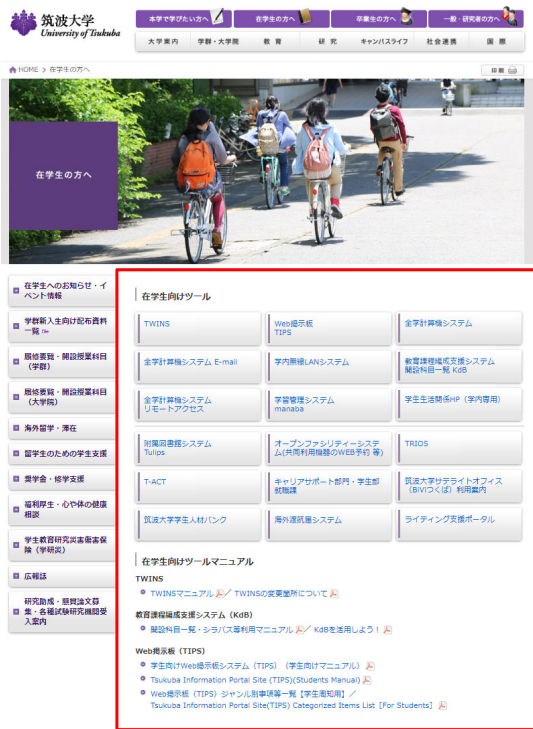 筑波大学
University of Tsukuba
本学で学びたい方へ
在学生の方へ
卒業生の方へ
一般・研究者の方へ
大学案内
学群・大学院
教 育
研 究
キャンパスライフ
社会連携
国 際
HOME > 在学生の方へ
印刷
在学生の方へ
在学生へのお知らせ・イ
ベント情報
学群新入生向け配布資料
一覧
履修要覧・開設授業科目
(学群)
履修要覧・開設授業科目
(大学院)
海外留学・滞在
留学生のための学生支援
奨学金・修学支援
福利厚生・心や体の健康
相談
学生教育研究災害傷害保
険(学研災)
広報誌
研究助成・懸賞論文募
集・各種試験研究機関受
入案内
在学生向けツール
TWINS
Web掲示板
TIPS
全学計算機システム
全学計算機システム E-mail
学内無線LANシステム
教育課程編成支援システム
開設科目一覧 KdB
全学計算機システム
リモートアクセス
学習管理システム
manaba
学生生活関係HP(学内専用)
附属図書館システム
Tulips
オープンファシリティーシステ
ム(共同利用機器のWEB予約 等)
TRIOS
T-ACT
キャリアサポート部門・学生部
就職課
筑波大学サテライトオフィス
(BiViつくば)利用案内
筑波大学学生人材バンク
海外渡航届システム
ライティング支援ポータル
在学生向けツールマニュアル
TWINS
TWINSマニュアル / TWINSの変更箇所について
教育課程編成支援システム(KdB)
開設科目一覧・シラバス等利用マニュアル / KdBを活用しよう!
Web掲示板(TIPS)
学生向けWeb掲示板システム(TIPS)(学生向けマニュアル)
Tsukuba Information Portal Site (TIPS)(Students Manual)
Web掲示板(TIPS)ジャンル別事項等一覧【学生周知用】/
Tsukuba Information Portal Site(TIPS) Categorized Items List [For Students]